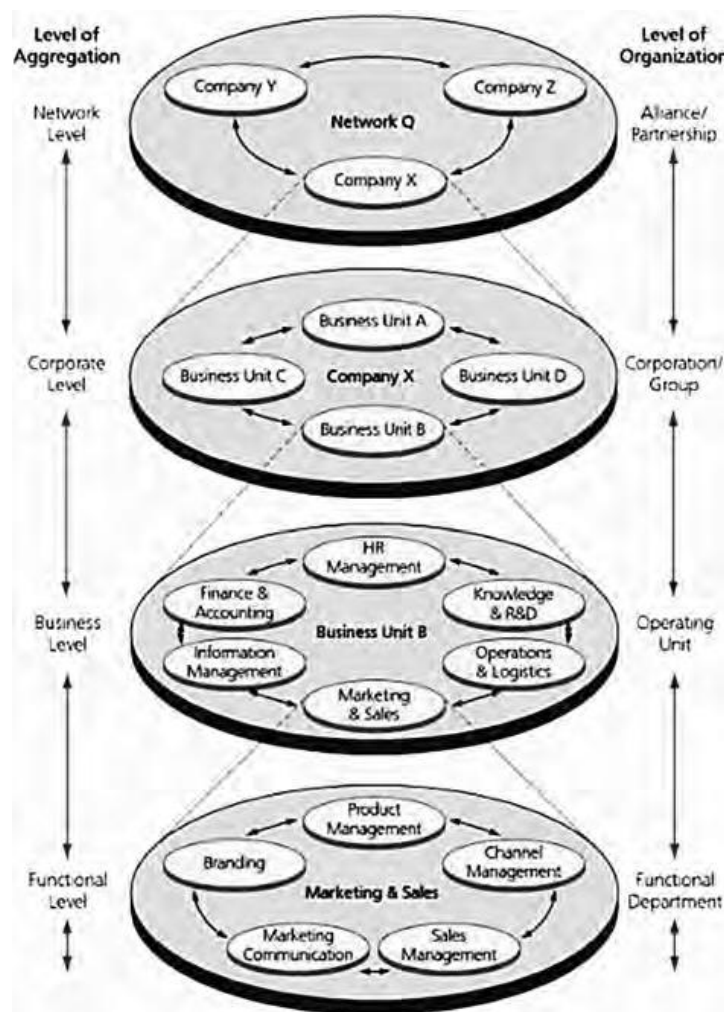 Level of
Aggregation
Level of
Organization
Network
Level
Company Y
Company Z
Network Q
Company X
Alliance/
Partnership
Corporate
Level
Business Unit A
Business Unit C
Company X
Business Unit D
Business Unit B
Corporation/
Group
Business
Level
HR
Management
Finance &
Accounting
Knowledge
& R&D
Business Unit B
Information
Management
Operations
& Logistics
Marketing
& Sales
Operating
Unit
Functional
Level
Product
Management
Branding
Channel
Management
Marketing & Sales
Marketing
Communication
Sales
Management
Functional
Department